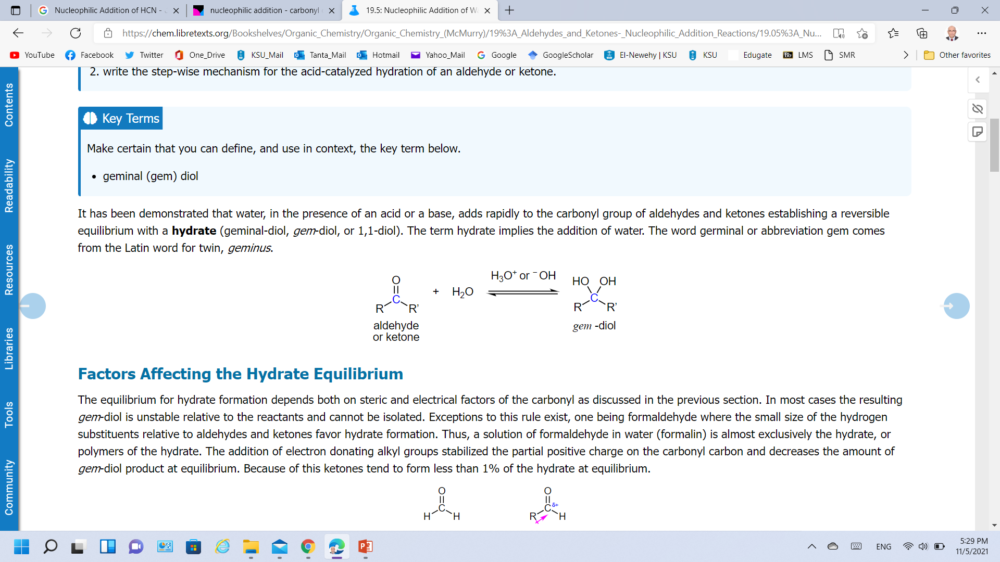 Nucleophilic Addition of HCN -
nucleophilic addition - carbonyl
19.5: Nucleophilic Addition of W
https://chem.libretexts.org/Bookshelves/Organic_Chemistry/Organic_Chemistry_(McMurry)/19%3A_Aldehydes_and_Ketones-_Nucleophilic_Addition_Reactions/19.05%3A_Nu...
YouTube Facebook Twitter One_Drive KSU_Mail Tanta_Mail Hotmail Yahoo_Mail Google GoogleScholar El-Newehy | KSU KSU Edugate Bb LMS SMR Other favorites
Contents
Readability
Resources
Libraries
Tools
Community
2. write the step-wise mechanism for the acid-catalyzed hydration of an aldehyde or ketone.
Key Terms
Make certain that you can define, and use in context, the key term below.
• geminal (gem) diol
It has been demonstrated that water, in the presence of an acid or a base, adds rapidly to the carbonyl group of aldehydes and ketones establishing a reversible
equilibrium with a hydrate (geminal-diol, gem-diol, or 1,1-diol). The term hydrate implies the addition of water. The word germinal or abbreviation gem comes
from the Latin word for twin, geminus.
O
C
R R'
aldehyde
or ketone
+ H₂O
H₃O⁺ or ⁻OH
HO OH
C
R R'
gem -diol
Factors Affecting the Hydrate Equilibrium
The equilibrium for hydrate formation depends both on steric and electrical factors of the carbonyl as discussed in the previous section. In most cases the resulting
gem-diol is unstable relative to the reactants and cannot be isolated. Exceptions to this rule exist, one being formaldehyde where the small size of the hydrogen
substituents relative to aldehydes and ketones favor hydrate formation. Thus, a solution of formaldehyde in water (formalin) is almost exclusively the hydrate, or
polymers of the hydrate. The addition of electron donating alkyl groups stabilized the partial positive charge on the carbonyl carbon and decreases the amount of
gem-diol product at equilibrium. Because of this ketones tend to form less than 1% of the hydrate at equilibrium.
O
C
H H
O
C δ+
R H
ENG
5:29 PM
11/5/2021